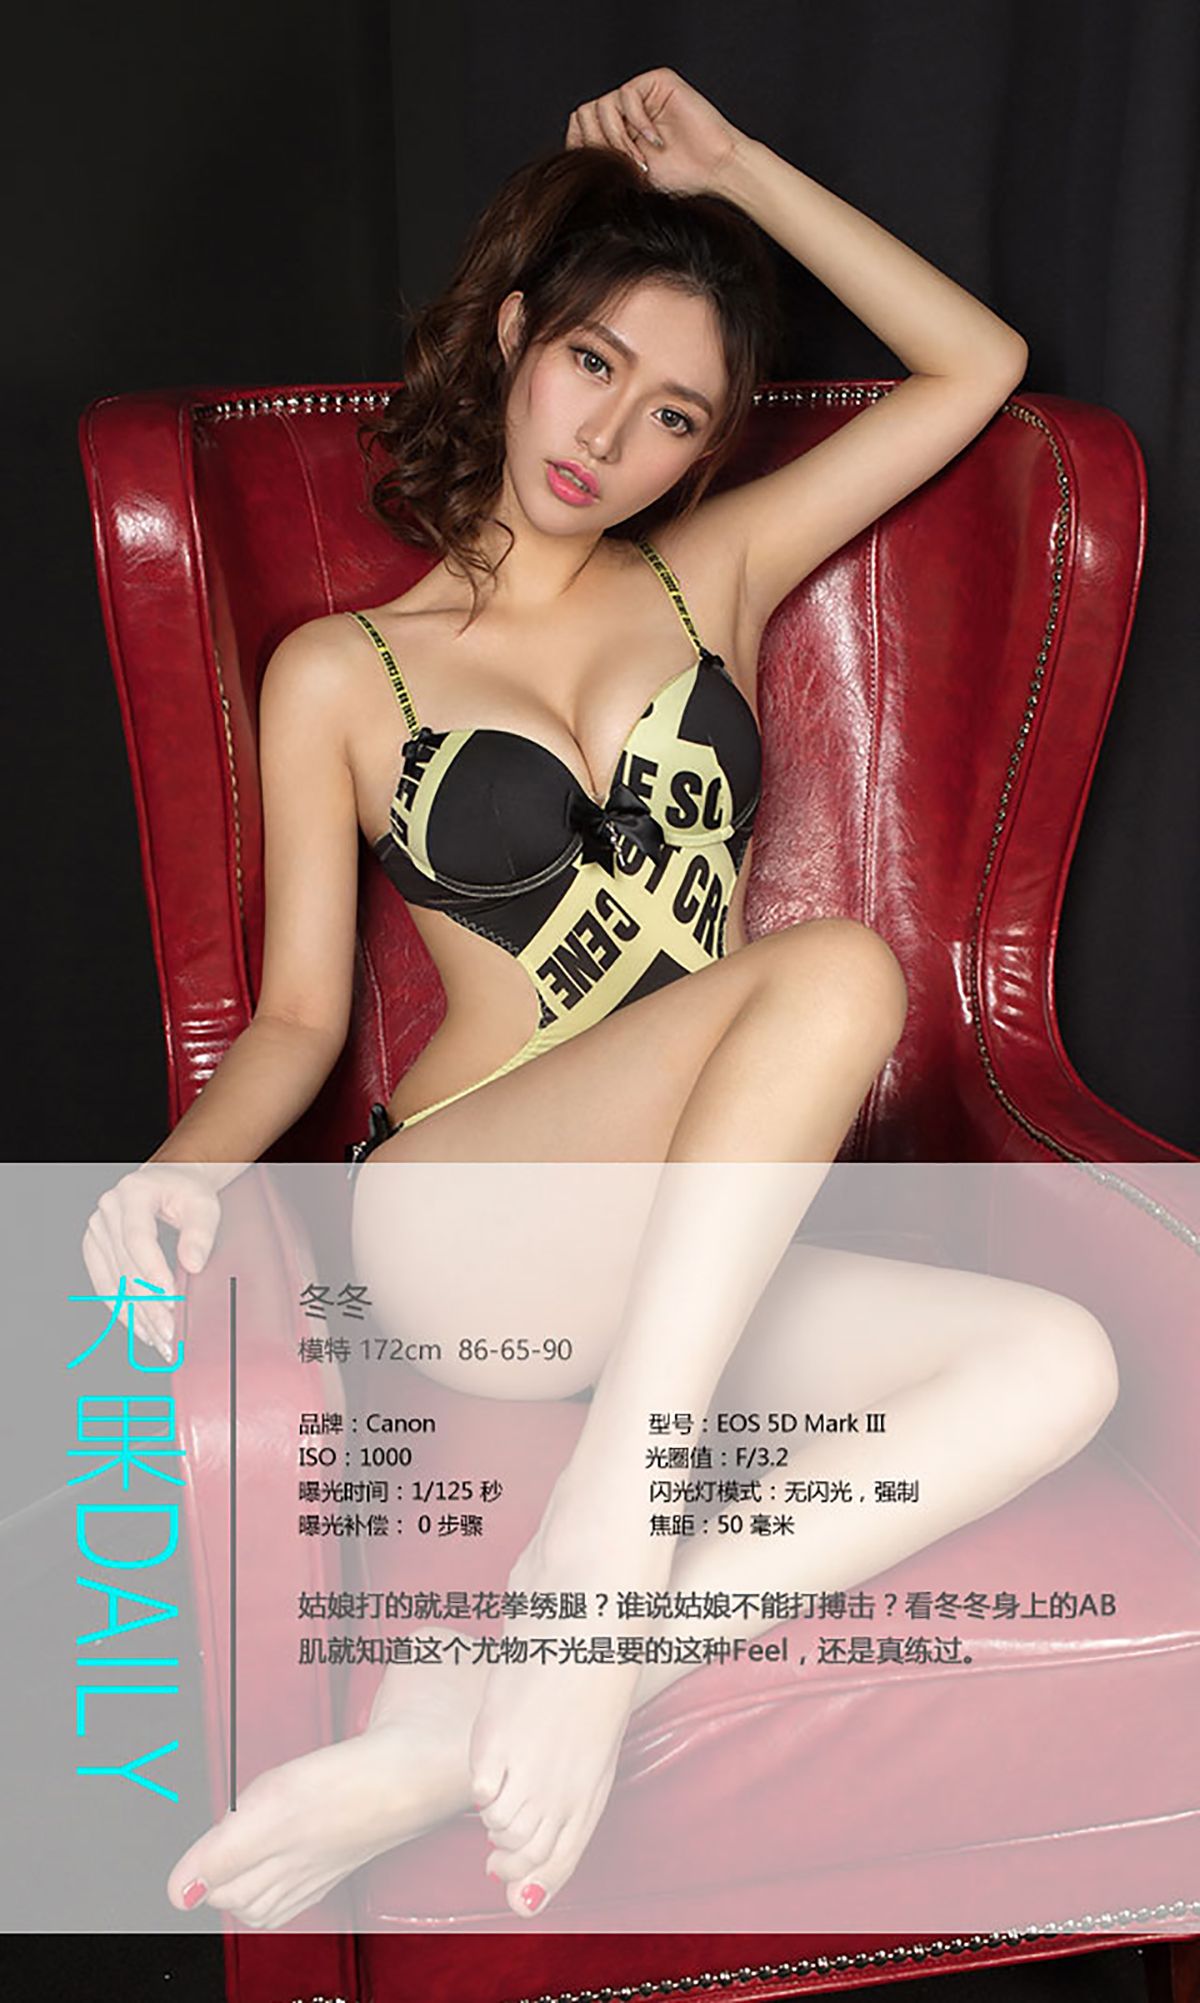 NE SC
OT CR
CENE
尤果DAILY
冬冬
模特 172cm 86-65-90
品牌：Canon
型号：EOS 5D Mark III
ISO：1000
光圈值：F/3.2
曝光时间：1/125 秒
闪光灯模式：无闪光，强制
曝光补偿： 0 步骤
焦距：50 毫米
姑娘打的就是花拳绣腿？谁说姑娘不能打搏击？看冬冬身上的AB
肌就知道这个尤物不光是要的这种Feel，还是真练过。